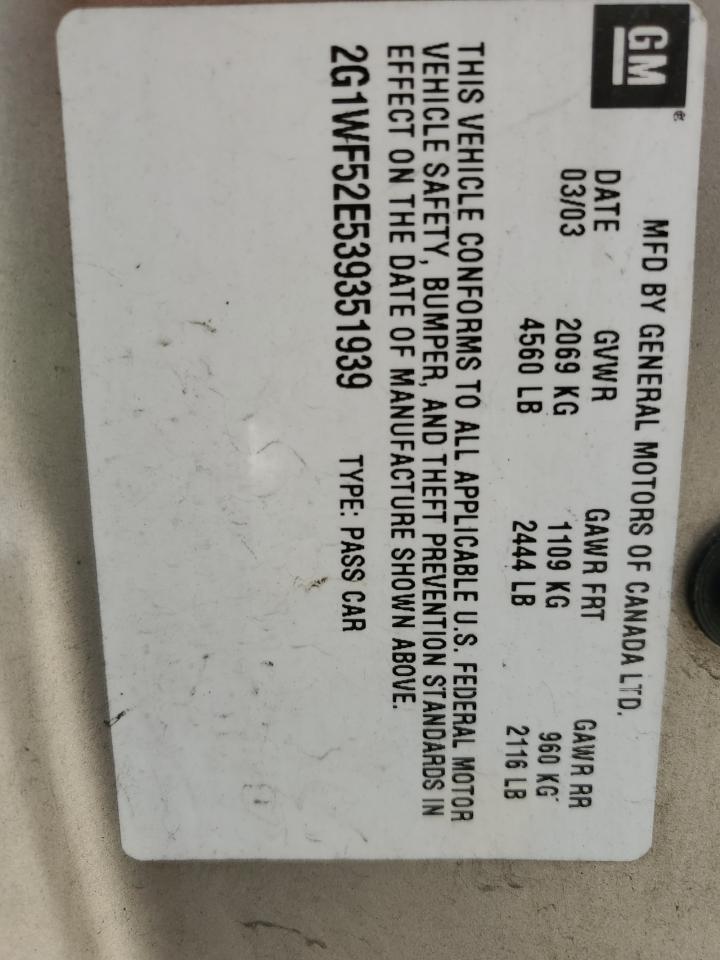 GM
MFD BY GENERAL MOTORS OF CANADA LTD.
DATE GVWR GAWR FRT GAWR RR
03/03 2069 KG 1109 KG 960 KG
4560 LB 2444 LB 2116 LB
THIS VEHICLE CONFORMS TO ALL APPLICABLE U.S. FEDERAL MOTOR
VEHICLE SAFETY, BUMPER, AND THEFT PREVENTION STANDARDS IN
EFFECT ON THE DATE OF MANUFACTURE SHOWN ABOVE.
2G1WF52E539351939 TYPE: PASS CAR